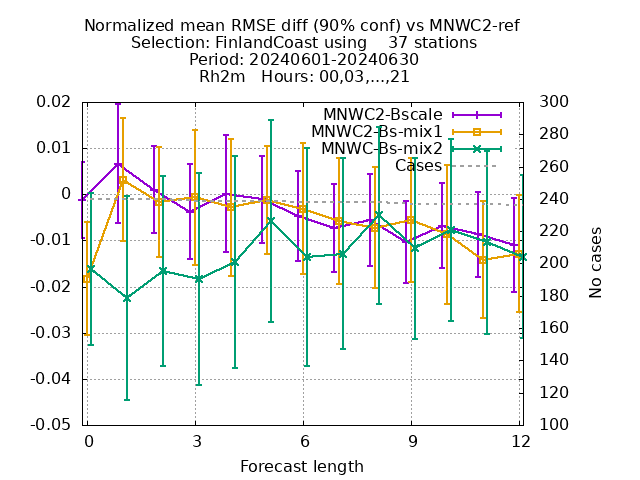 Normalized mean RMSE diff (90% conf) vs MNWC2-ref
Selection: FinlandCoast using    37 stations
Period: 20240601-20240630
Rh2m   Hours: 00,03,...,21
MNWC2-Bscale
MNWC2-Bs-mix1
MNWC-Bs-mix2
Cases
0.02
0.01
0
-0.01
-0.02
-0.03
-0.04
-0.05
300
280
260
240
220
200
180
160
140
120
100
No cases
0 3 6 9 12
Forecast length